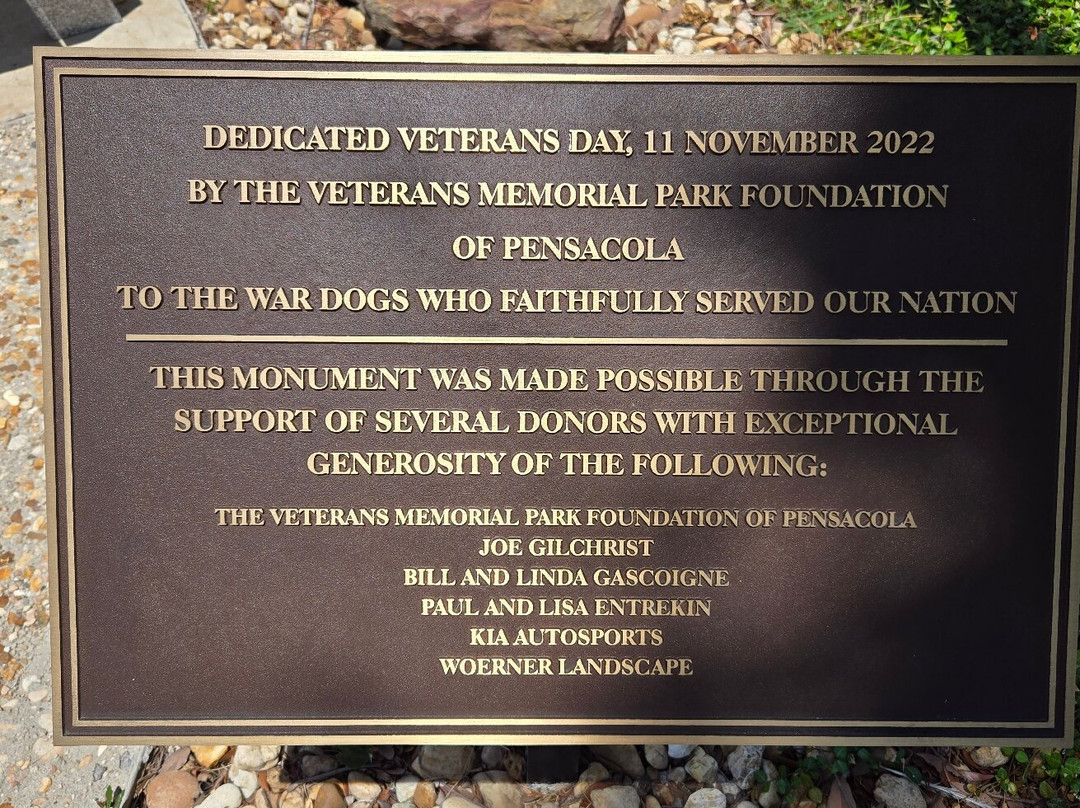 DEDICATED VETERANS DAY, 11 NOVEMBER 2022
BY THE VETERANS MEMORIAL PARK FOUNDATION
OF PENSACOLA
TO THE WAR DOGS WHO FAITHFULLY SERVED OUR NATION
THIS MONUMENT WAS MADE POSSIBLE THROUGH THE
SUPPORT OF SEVERAL DONORS WITH EXCEPTIONAL
GENEROSITY OF THE FOLLOWING:
THE VETERANS MEMORIAL PARK FOUNDATION OF PENSACOLA
JOE GILCHRIST
BILL AND LINDA GASCOIGNE
PAUL AND LISA ENTREKIN
KIA AUTOSPORTS
WOERNER LANDSCAPE